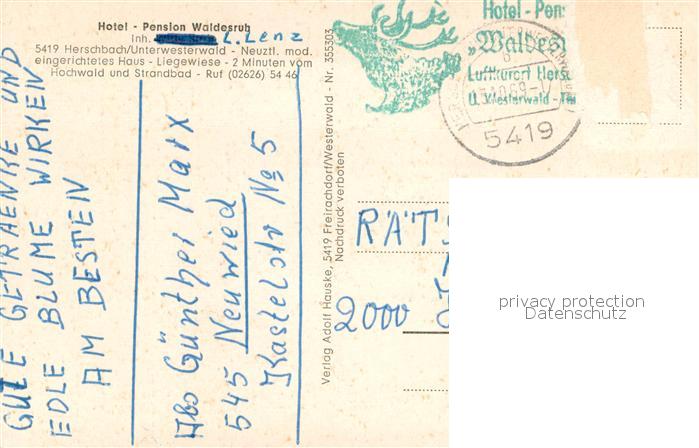 Hotel - Pension Waldesruh
Inh. L. Lenz
5419 Herschbach/Unterwesterwald - Neuztl. mod.
eingerichtetes Haus - Liegewiese - 2 Minuten vom
Hochwald und Strandbad - Ruf (02626) 54 46
GUTE GETRAENKE UND
EDLE BLUME WIRKEN
AM BESTEN
Abs Günther Marx
545 Neuwied
Kastelstr No 5
Verlag Adolf Hauske, 5419 Freirachdorf/Westerwald - Nr. 355303
Nachdruck verboten
Hotel-Pen
„Waldes
Luftkurort Hers
U. Westerwald - T
5419
RÄTS
2000
privacy protection
Datenschutz